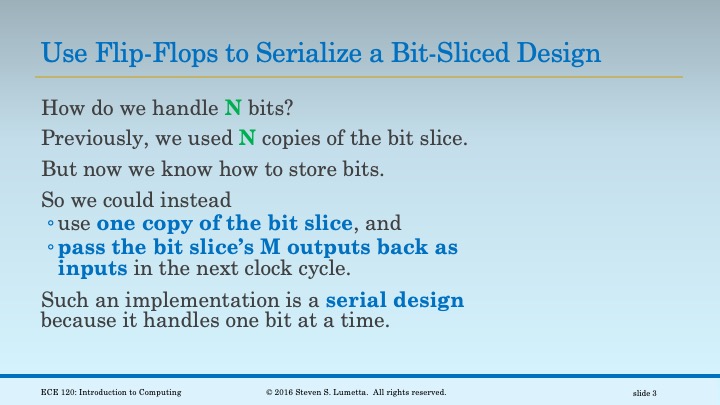 Use Flip-Flops to Serialize a Bit-Sliced Design
How do we handle N bits?
Previously, we used N copies of the bit slice.
But now we know how to store bits.
So we could instead
◦ use one copy of the bit slice, and
◦ pass the bit slice’s M outputs back as
inputs in the next clock cycle.
Such an implementation is a serial design
because it handles one bit at a time.
ECE 120: Introduction to Computing
© 2016 Steven S. Lumetta. All rights reserved.
slide 3